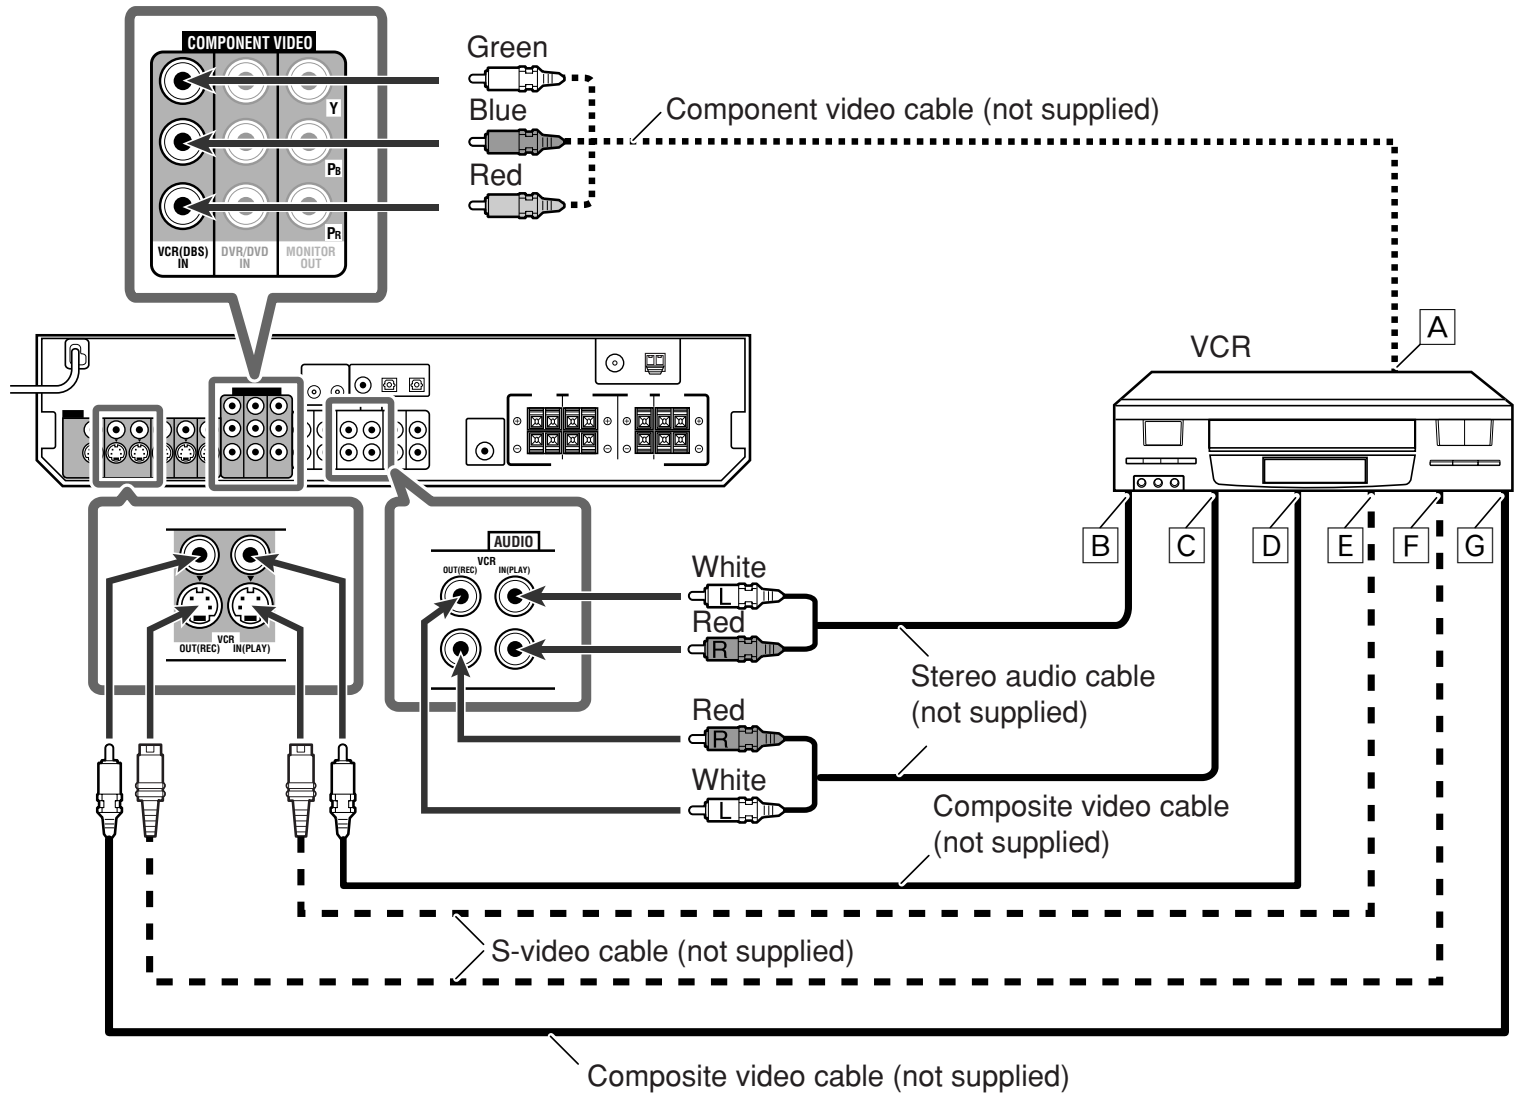 COMPONENT VIDEO
Y
PB
PR
VCR(DBS)
IN
DVR/DVD
IN
MONITOR
OUT
Green
Blue
Red
Component video cable (not supplied)
VCR
A
B
C
D
E
F
G
VCR
OUT(REC) IN(PLAY)
AUDIO
VCR
OUT(REC) IN(PLAY)
White
L
Red
R
Stereo audio cable
(not supplied)
Red
R
White
L
Composite video cable
(not supplied)
S-video cable (not supplied)
Composite video cable (not supplied)